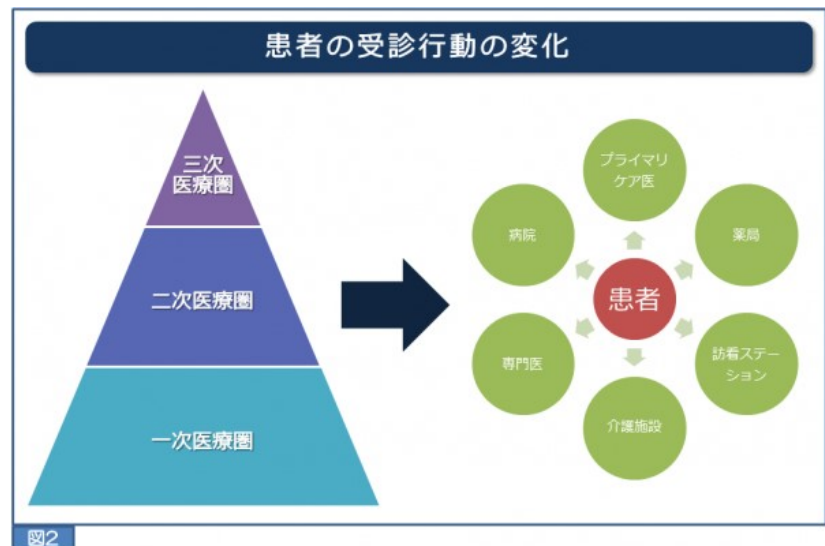 患者の受診行動の変化
三次
医療圏
二次医療圏
一次医療圏
プライマリ
ケア医
病院
薬局
患者
専門医
訪看ステー
ション
介護施設
図2